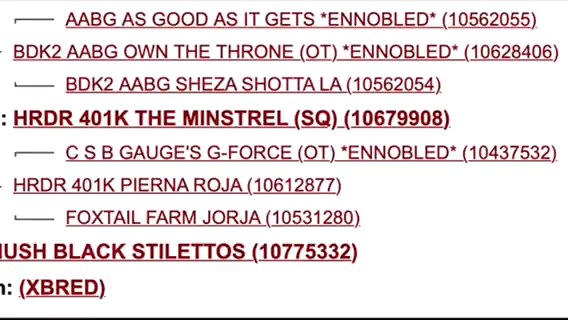 AABG AS GOOD AS IT GETS *ENNOBLED* (10562055)
BDK2 AABG OWN THE THRONE (OT) *ENNOBLED* (10628406)
BDK2 AABG SHEZA SHOTTA LA (10562054)
: HRDR 401K THE MINSTREL (SQ) (10679908)
C S B GAUGE'S G-FORCE (OT) *ENNOBLED* (10437532)
HRDR 401K PIERNA ROJA (10612877)
FOXTAIL FARM JORJA (10531280)
BLACK STILETTOS (10775332)
: (XBRED)